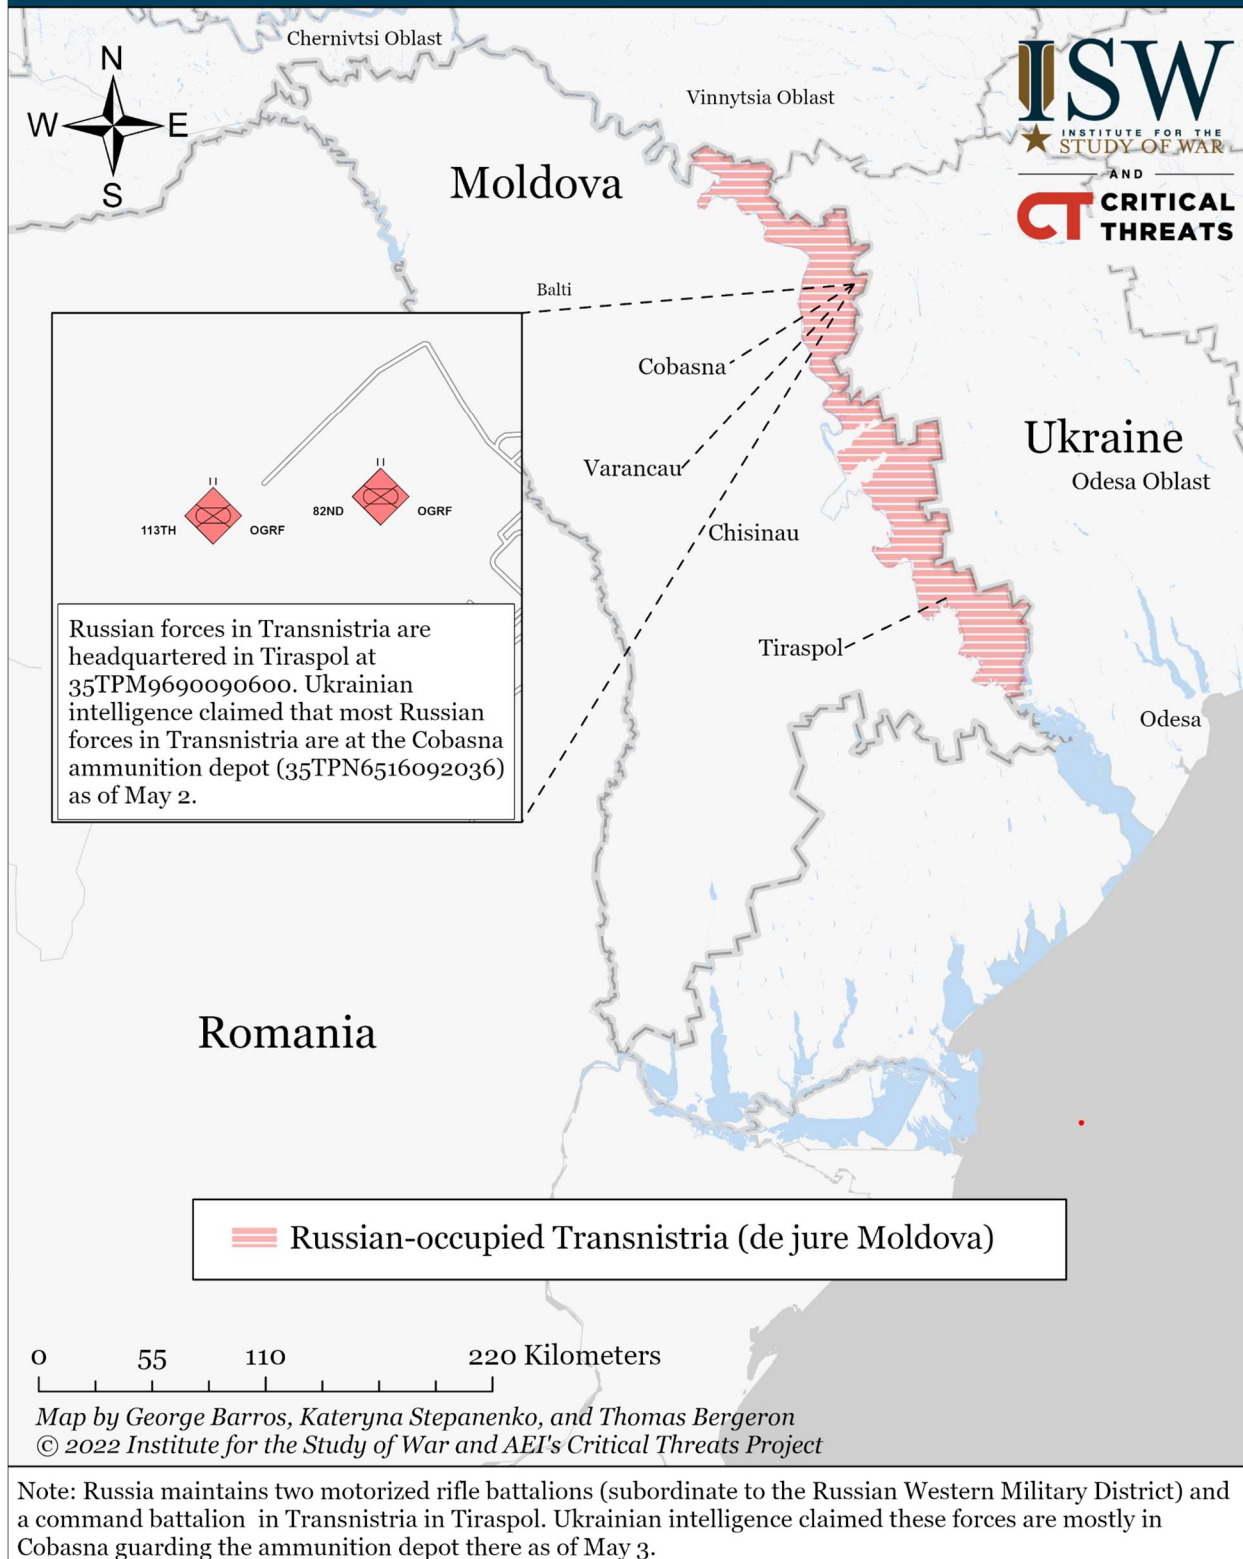 Chernivtsi Oblast
N
W
E
S
Vinnytsia Oblast
ISW
INSTITUTE FOR THE
STUDY OF WAR
AND
CT CRITICAL
THREATS
Moldova
Balti
Cobasna
Varancau
Chisinau
Tiraspol
Ukraine
Odesa Oblast
Odesa
113TH
OGRF
82ND
OGRF
Russian forces in Transnistria are
headquartered in Tiraspol at
35TPM9690090600. Ukrainian
intelligence claimed that most Russian
forces in Transnistria are at the Cobasna
ammunition depot (35TPN6516092036)
as of May 2.
Romania
Russian-occupied Transnistria (de jure Moldova)
0 55 110 220 Kilometers
Map by George Barros, Kateryna Stepanenko, and Thomas Bergeron
© 2022 Institute for the Study of War and AEI's Critical Threats Project
Note: Russia maintains two motorized rifle battalions (subordinate to the Russian Western Military District) and
a command battalion in Transnistria in Tiraspol. Ukrainian intelligence claimed these forces are mostly in
Cobasna guarding the ammunition depot there as of May 3.